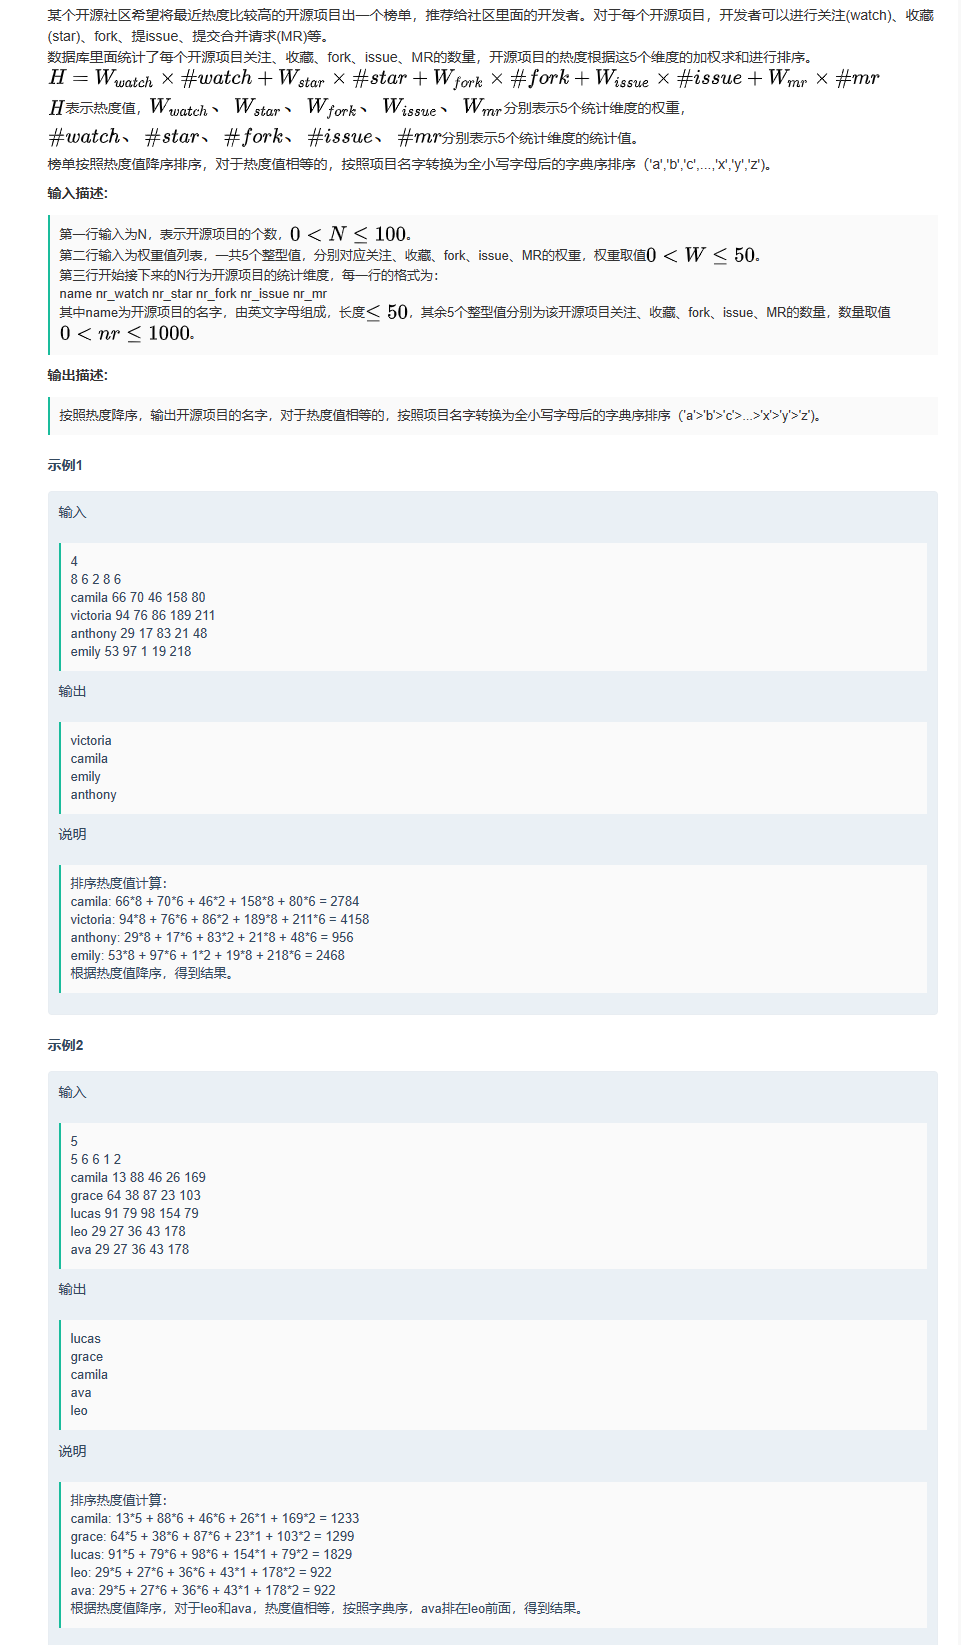 某个开源社区希望将最近热度比较高的开源项目出一个榜单，推荐给社区里面的开发者。对于每个开源项目，开发者可以进行关注(watch)、收藏
(star)、fork、提issue、提交合并请求(MR)等。
数据库里面统计了每个开源项目关注、收藏、fork、issue、MR的数量，开源项目的热度根据这5个维度的加权求和进行排序。
H = W_watch × #watch + W_star × #star + W_fork × #fork + W_issue × #issue + W_mr × #mr
H表示热度值，W_watch、W_star、W_fork、W_issue、W_mr分别表示5个统计维度的权重，
#watch、#star、#fork、#issue、#mr分别表示5个统计维度的统计值。
榜单按照热度值降序排序，对于热度值相等的，按照项目名字转换为全小写字母后的字典序排序（'a','b','c',...,'x','y','z')。
输入描述:
第一行输入为N，表示开源项目的个数，0 < N ≤ 100。
第二行输入为权重值列表，一共5个整型值，分别对应关注、收藏、fork、issue、MR的权重，权重取值0 < W ≤ 50。
第三行开始接下来的N行为开源项目的统计维度，每一行的格式为：
name nr_watch nr_star nr_fork nr_issue nr_mr
其中name为开源项目的名字，由英文字母组成，长度≤ 50，其余5个整型值分别为该开源项目关注、收藏、fork、issue、MR的数量，数量取值
0 < nr ≤ 1000。
输出描述:
按照热度降序，输出开源项目的名字，对于热度值相等的，按照项目名字转换为全小写字母后的字典序排序（'a'>'b'>'c'>...>'x'>'y'>'z')。
示例1
输入
4
8 6 2 8 6
camila 66 70 46 158 80
victoria 94 76 86 189 211
anthony 29 17 83 21 48
emily 53 97 1 19 218
输出
victoria
camila
emily
anthony
说明
排序热度值计算：
camila: 66*8 + 70*6 + 46*2 + 158*8 + 80*6 = 2784
victoria: 94*8 + 76*6 + 86*2 + 189*8 + 211*6 = 4158
anthony: 29*8 + 17*6 + 83*2 + 21*8 + 48*6 = 956
emily: 53*8 + 97*6 + 1*2 + 19*8 + 218*6 = 2468
根据热度值降序，得到结果。
示例2
输入
5
5 6 6 1 2
camila 13 88 46 26 169
grace 64 38 87 23 103
lucas 91 79 98 154 79
leo 29 27 36 43 178
ava 29 27 36 43 178
输出
lucas
grace
camila
ava
leo
说明
排序热度值计算：
camila: 13*5 + 88*6 + 46*6 + 26*1 + 169*2 = 1233
grace: 64*5 + 38*6 + 87*6 + 23*1 + 103*2 = 1299
lucas: 91*5 + 79*6 + 98*6 + 154*1 + 79*2 = 1829
leo: 29*5 + 27*6 + 36*6 + 43*1 + 178*2 = 922
ava: 29*5 + 27*6 + 36*6 + 43*1 + 178*2 = 922
根据热度值降序，对于leo和ava，热度值相等，按照字典序，ava排在leo前面，得到结果。